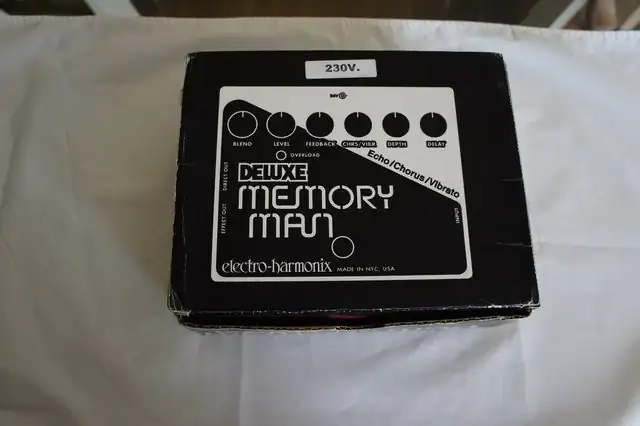 230V.
24V
BLEND LEVEL FEEDBACK CHRS/VIBR DEPTH DELAY
OVERLOAD
Echo/Chorus/Vibrato
DIRECT OUT
EFFECT OUT
INPUT
DELUXE
MEMORY
MAN
electro-harmonix MADE IN NYC, USA